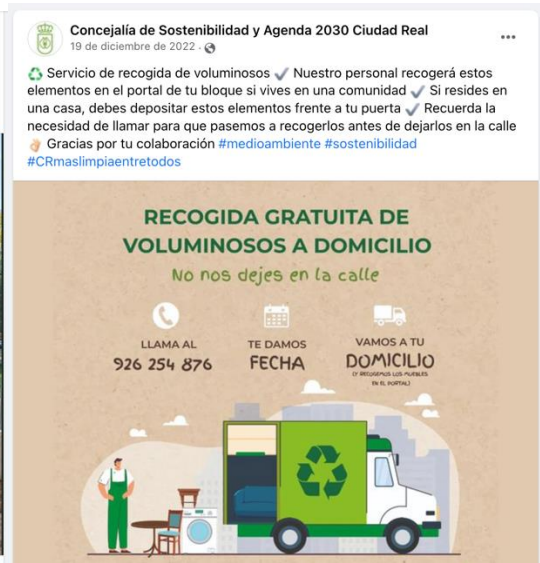 Concejalía de Sostenibilidad y Agenda 2030 Ciudad Real
19 de diciembre de 2022 ·
♻️ Servicio de recogida de voluminosos ✔️ Nuestro personal recogerá estos
elementos en el portal de tu bloque si vives en una comunidad ✔️ Si resides en
una casa, debes depositar estos elementos frente a tu puerta ✔️ Recuerda la
necesidad de llamar para que pasemos a recogerlos antes de dejarlos en la calle
👌🏻 Gracias por tu colaboración #medioambiente #sostenibilidad
#CRmaslimpiaentretodos
RECOGIDA GRATUITA DE
VOLUMINOSOS A DOMICILIO
No nos dejes en la calle
LLAMA AL
926 254 876
TE DAMOS
FECHA
VAMOS A TU
DOMICILIO
(Y RECOGEMOS LOS MUEBLES
EN EL PORTAL)